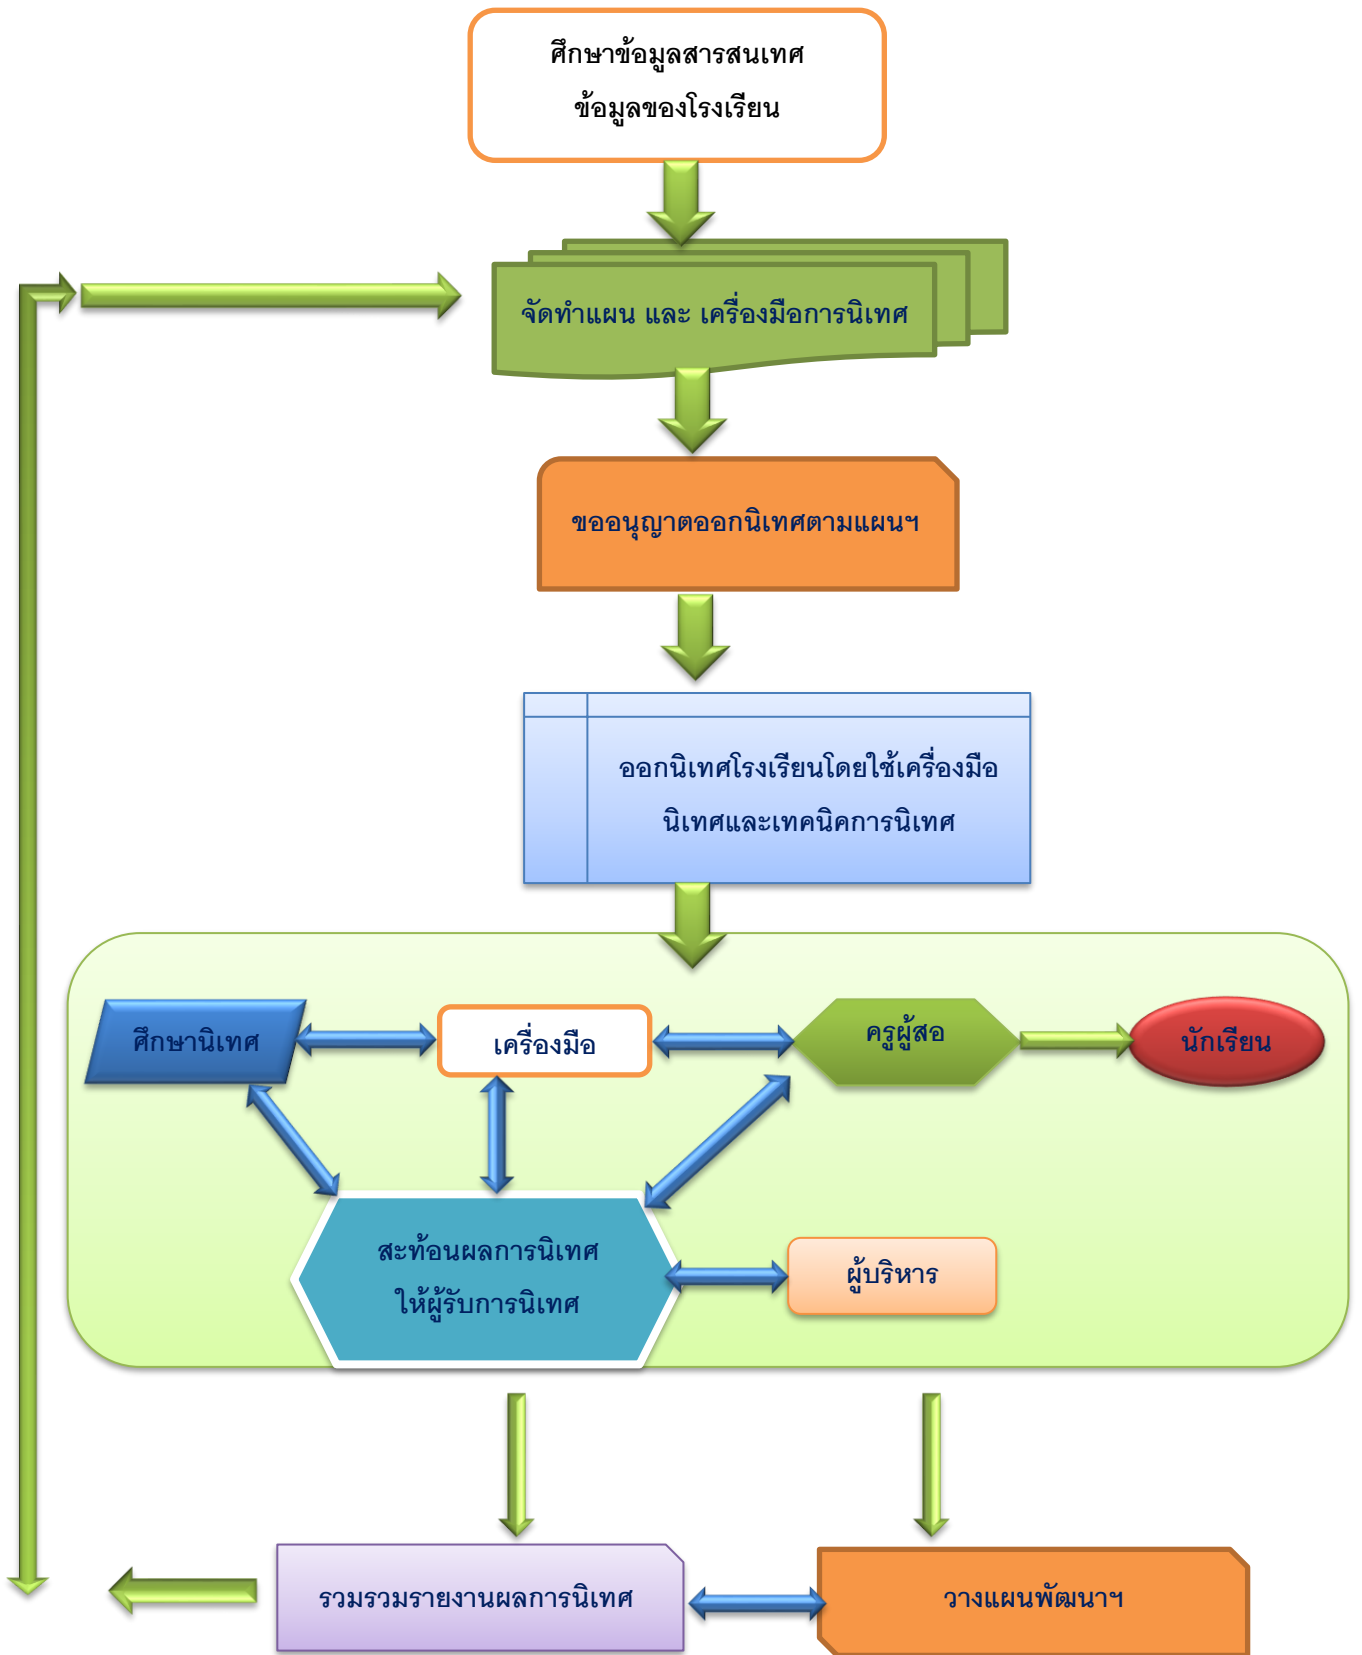 ศึกษาข้อมูลสารสนเทศ
ข้อมูลของโรงเรียน
จัดทำแผน และ เครื่องมือการนิเทศ
ขออนุญาตออกนิเทศตามแผนฯ
ออกนิเทศโรงเรียนโดยใช้เครื่องมือ
นิเทศและเทคนิคการนิเทศ
ศึกษานิเทศ
เครื่องมือ
ครูผู้สอ
นักเรียน
สะท้อนผลการนิเทศ
ให้ผู้รับการนิเทศ
ผู้บริหาร
รวมรวมรายงานผลการนิเทศ
วางแผนพัฒนาฯ